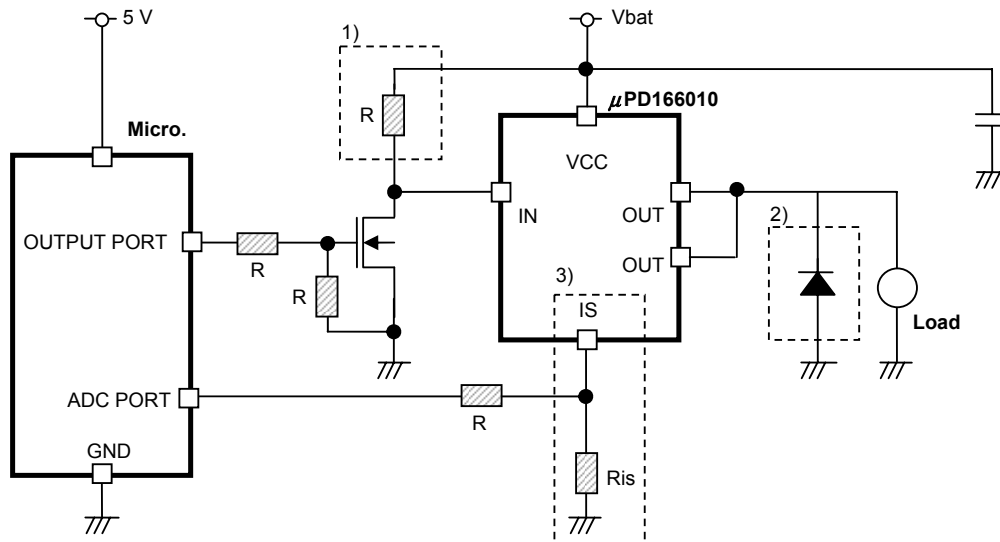 5 V
Vbat
1)
R
μPD166010
Micro.
VCC
IN
OUT
2)
OUTPUT PORT
R
OUT
R
3)
IS
Load
ADC PORT
R
GND
Ris